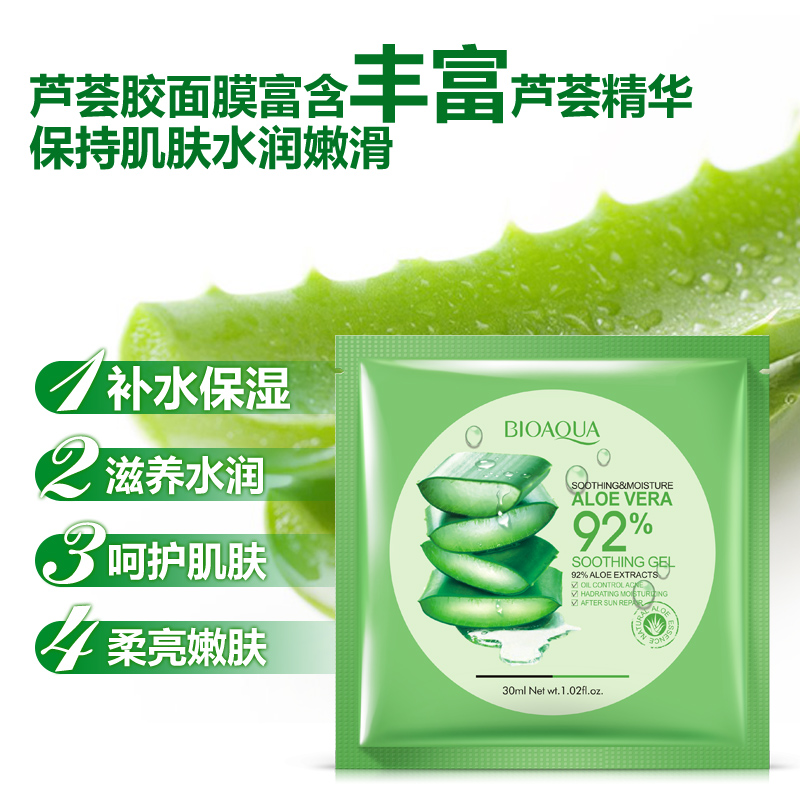 芦荟胶面膜富含丰富芦荟精华
保持肌肤水润嫩滑
1 补水保湿
2 滋养水润
3 呵护肌肤
4 柔亮嫩肤
BIOAQUA
SOOTHING&MOISTURE
ALOE VERA
92%
SOOTHING GEL
92% ALOE EXTRACTS
OIL CONTROL ACNE
HADRATING MOISTURIZING
AFTER SUN REPAIR
NATURAL ALOE ESSENCE
30ml Net wt.1.02fl.oz.